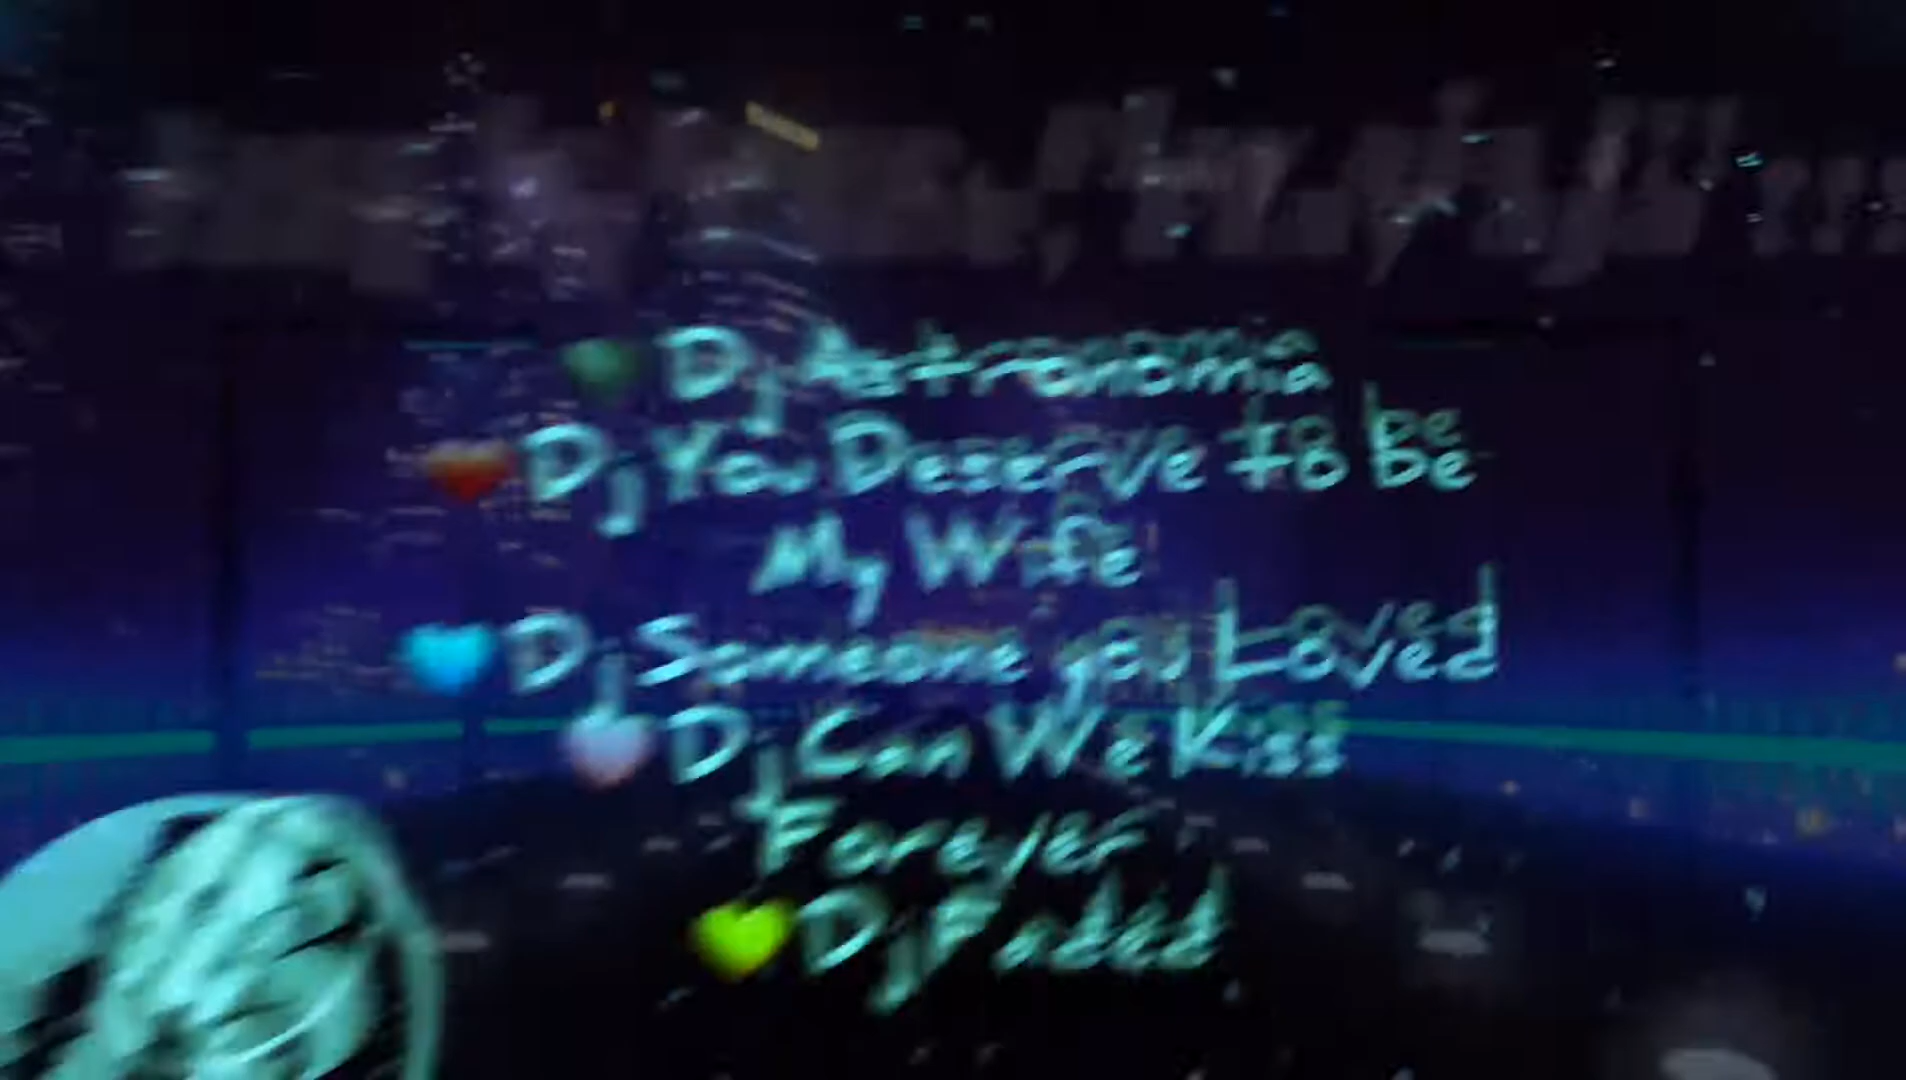 💚 Dj Astronomia
❤️ Dj You Deserve to be
My Wife
💙 Dj Someone you Loved
🤍 Dj Can We Kiss
Forever
💛 Dj Faded